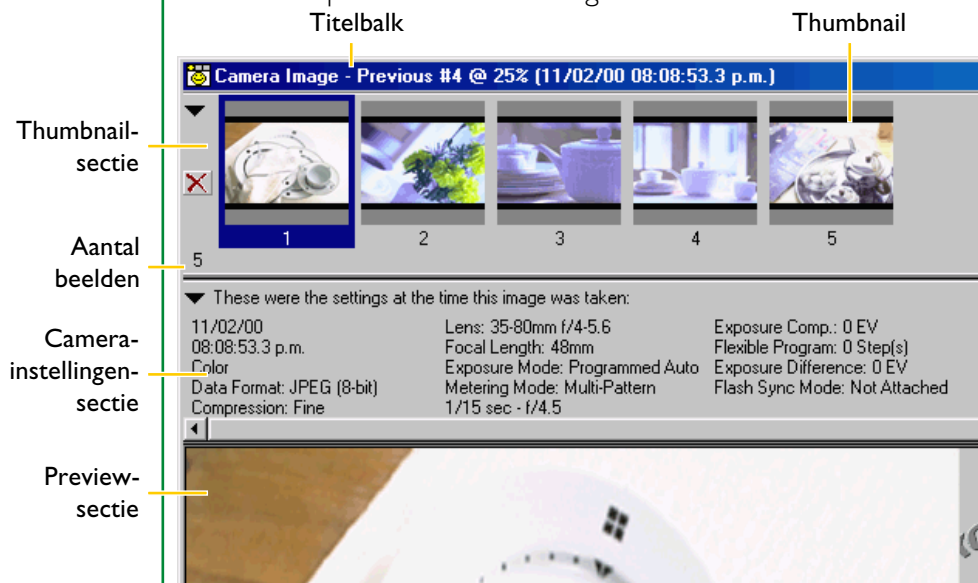 Titelbalk
Thumbnail
Camera Image - Previous #4 @ 25% (11/02/00 08:08:53.3 p.m.)
Thumbnail-
sectie
1
2
3
4
5
Aantal
beelden
5
These were the settings at the time this image was taken:
Camera-
instellingen-
sectie
11/02/00
08:08:53.3 p.m.
Color
Data Format: JPEG (8-bit)
Compression: Fine
Lens: 35-80mm f/4-5.6
Focal Length: 48mm
Exposure Mode: Programmed Auto
Metering Mode: Multi-Pattern
1/15 sec - f/4.5
Exposure Comp.: 0 EV
Flexible Program: 0 Step(s)
Exposure Difference: 0 EV
Flash Sync Mode: Not Attached
Preview-
sectie